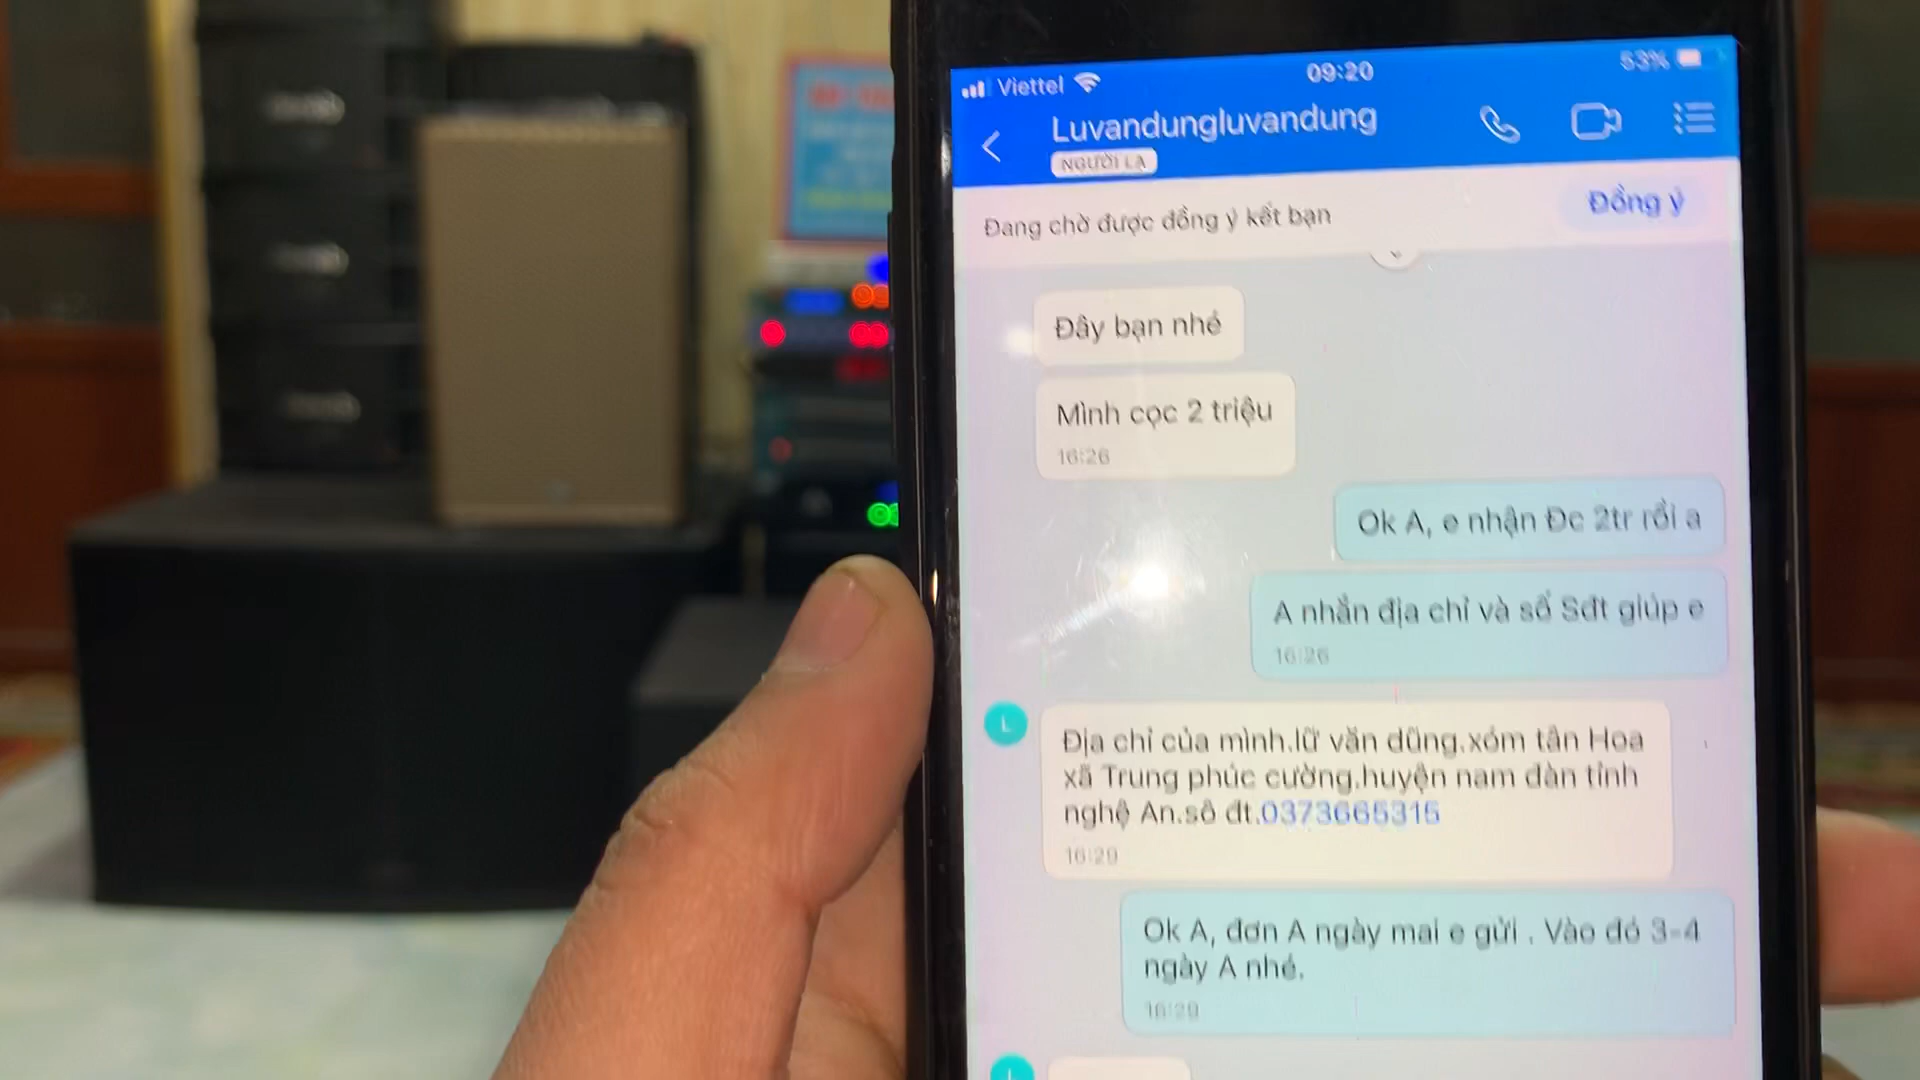 Viettel
09:20
53%
Luvandungluvandung
NGƯỜI LẠ
Đang chờ được đồng ý kết bạn
Đồng ý
Đây bạn nhé
Mình cọc 2 triệu
16:26
Ok A, e nhận Đc 2tr rồi a
A nhắn địa chỉ và số Sđt giúp e
16:26
L
Địa chỉ của mình.lữ văn dũng.xóm tân Hoa
xã Trung phúc cường.huyện nam đàn tỉnh
nghệ An.sô đt.0373665315
16:29
Ok A, đơn A ngày mai e gửi . Vào đó 3-4
ngày A nhé.
16:29